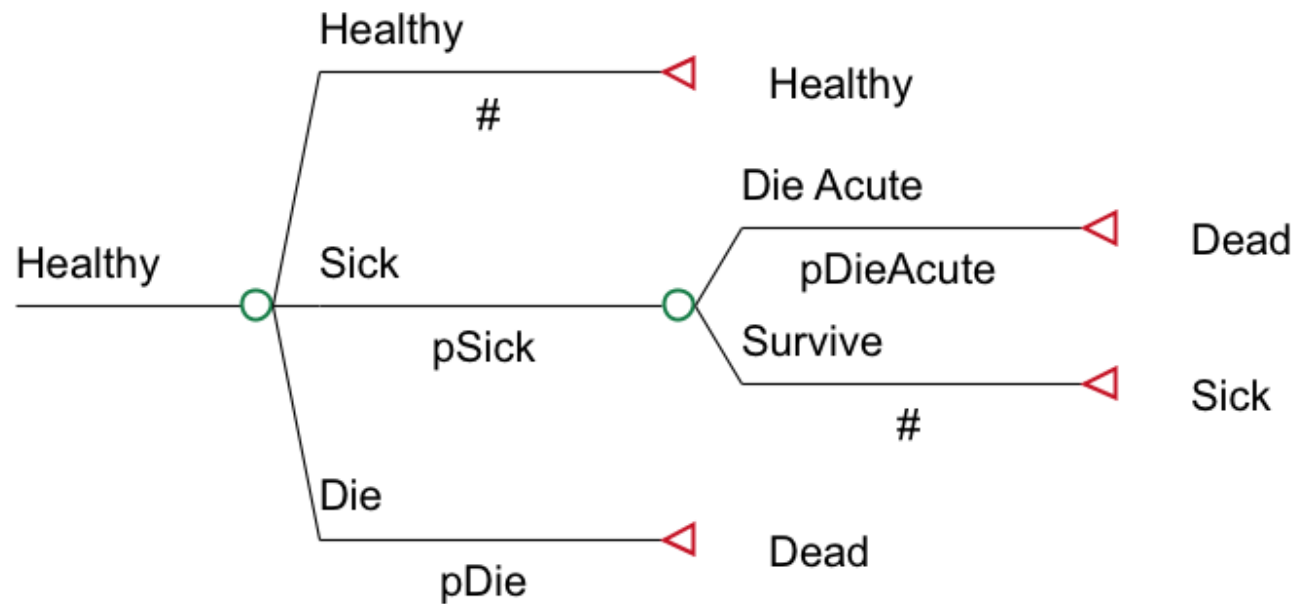 Healthy
#
Healthy
Die Acute
pDieAcute
Dead
Healthy
Sick
pSick
Survive
#
Sick
Die
pDie
Dead